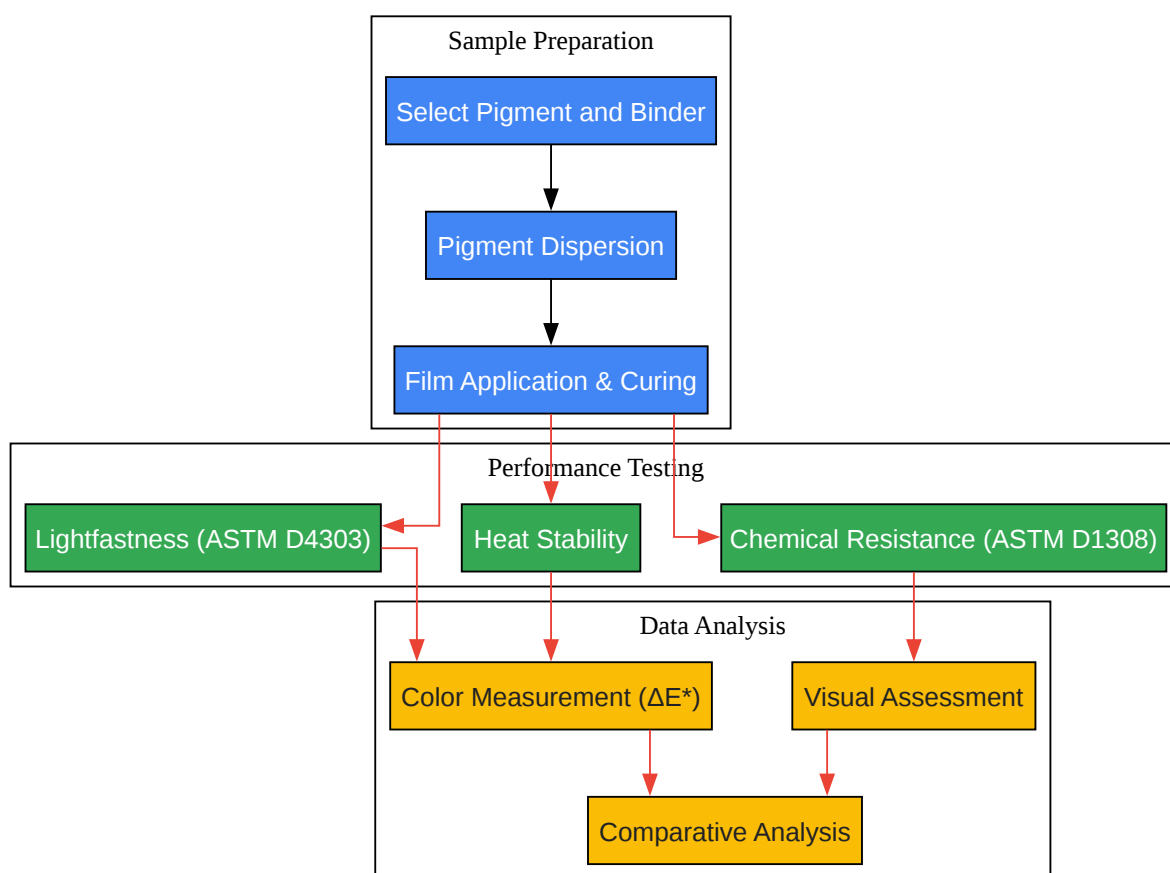 Sample Preparation
Select Pigment and Binder
Pigment Dispersion
Film Application & Curing
Performance Testing
Lightfastness (ASTM D4303)
Heat Stability
Chemical Resistance (ASTM D1308)
Data Analysis
Color Measurement (ΔE*)
Visual Assessment
Comparative Analysis